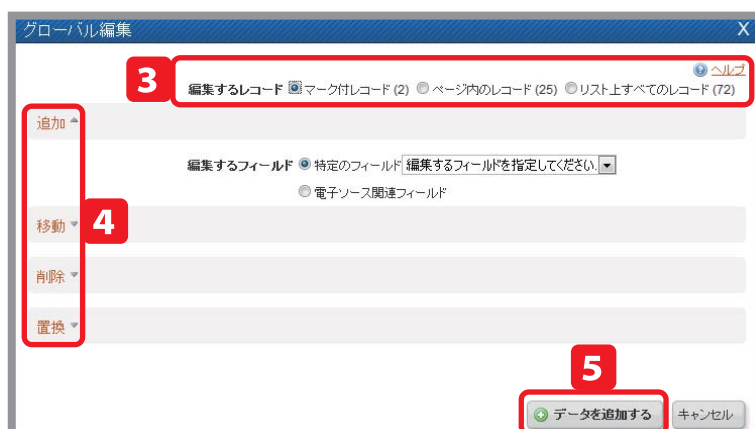 グローバル編集 X
ヘルプ
3 編集するレコード マーク付レコード (2) ページ内のレコード (25) リスト上すべてのレコード (72)
追加
編集するフィールド 特定のフィールド 編集するフィールドを指定してください.
電子ソース関連フィールド
移動 4
削除
置換
5
データを追加する キャンセル